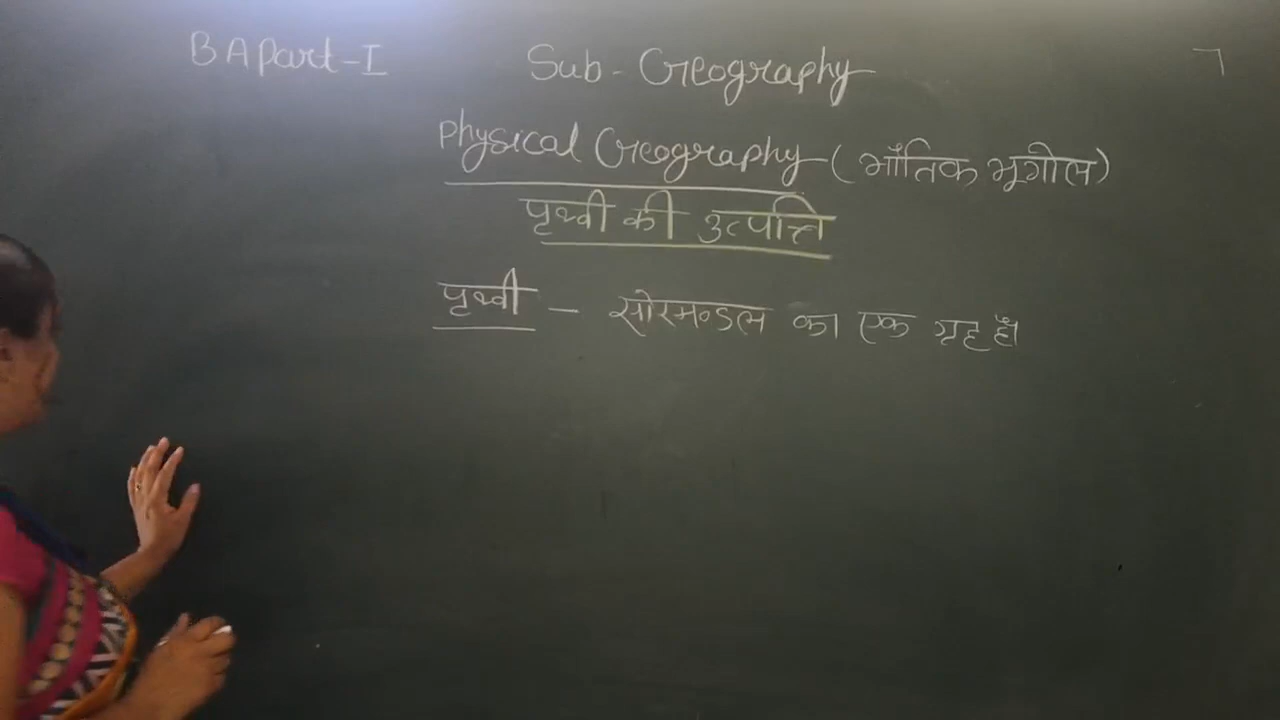 B A Part-I Sub - Geography
Physical Geography (भौतिक भूगोल)
पृथ्वी की उत्पत्ति
पृथ्वी - सोरमण्डल का एक ग्रह है